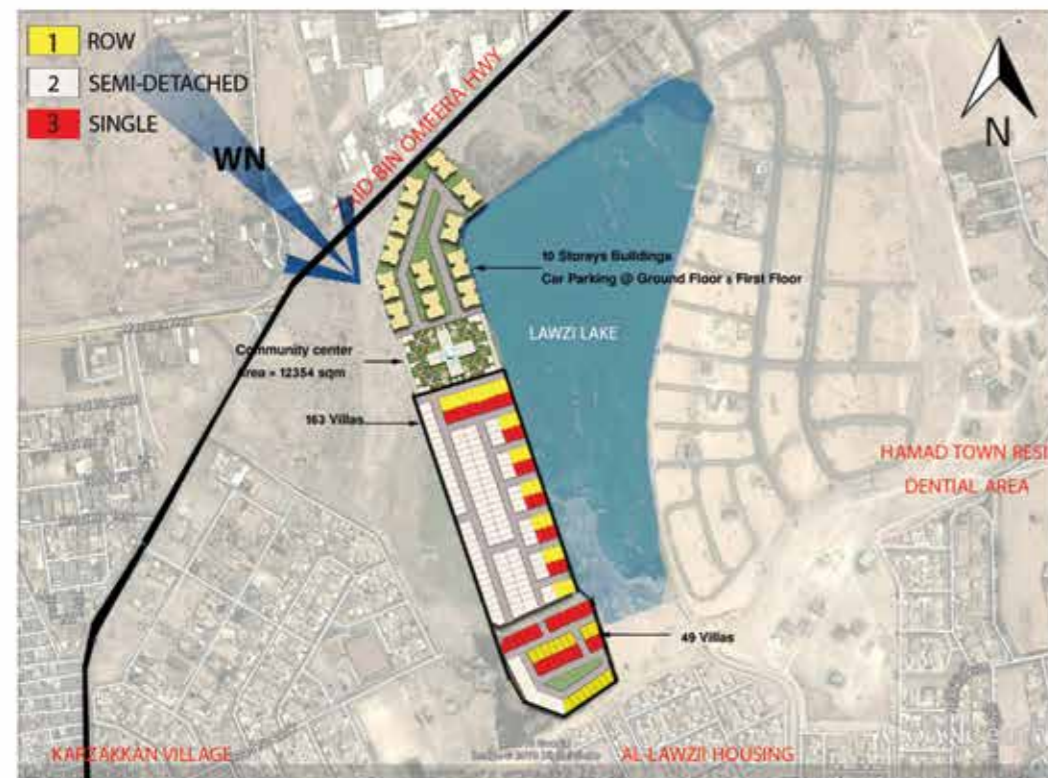 1 ROW
2 SEMI-DETACHED
3 SINGLE
WN
ZAID BIN OMEERA HWY
N
10 Storeys Buildings
Car Parking @ Ground Floor & First Floor
LAWZI LAKE
Community center
Area = 12354 sqm
163 Villas
HAMAD TOWN RESI
DENTIAL AREA
49 Villas
KARZAKKAN VILLAGE
AL-LAWZII HOUSING